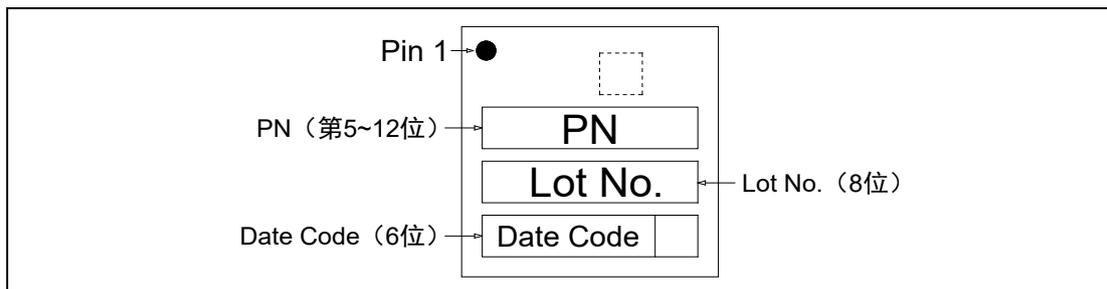 Pin 1
PN（第5~12位） PN
Lot No. Lot No.（8位）
Date Code（6位） Date Code